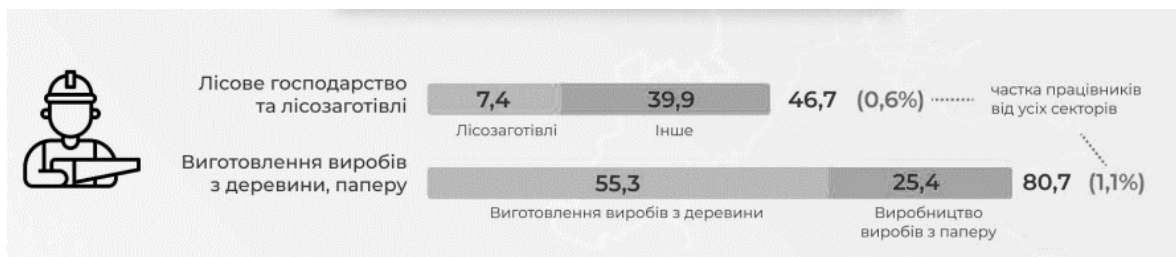 Лісове господарство
та лісозаготівлі
7,4
39,9
46,7 (0,6%)
Лісозаготівлі
Інше
частка працівників
від усіх секторів
Виготовлення виробів
з деревини, паперу
55,3
25,4
80,7 (1,1%)
Виготовлення виробів з деревини
Виробництво
виробів з паперу